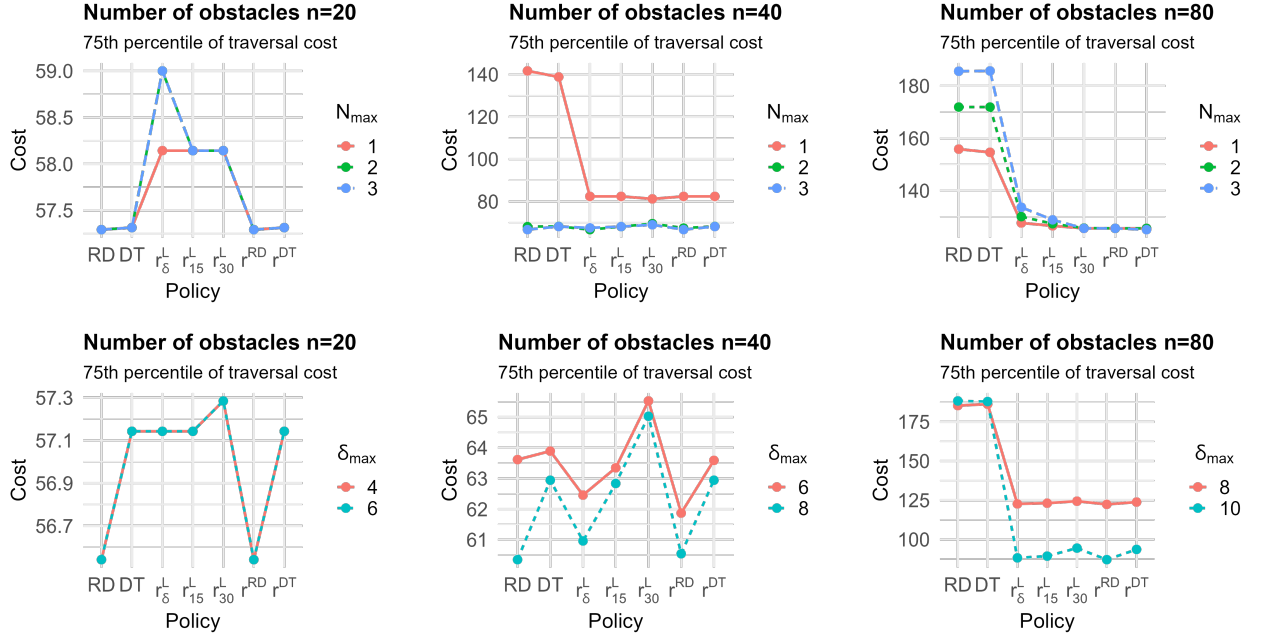 Number of obstacles n=20
75th percentile of traversal cost
Cost
59.0
58.5
58.0
57.5
RD DT r^L_δ r^L_15 r^L_30 r^RD r^DT
Policy
N_max
1
2
3
Number of obstacles n=40
75th percentile of traversal cost
Cost
140
120
100
80
RD DT r^L_δ r^L_15 r^L_30 r^RD r^DT
Policy
N_max
1
2
3
Number of obstacles n=80
75th percentile of traversal cost
Cost
180
160
140
RD DT r^L_δ r^L_15 r^L_30 r^RD r^DT
Policy
N_max
1
2
3
Number of obstacles n=20
75th percentile of traversal cost
Cost
57.3
57.1
56.9
56.7
RD DT r^L_δ r^L_15 r^L_30 r^RD r^DT
Policy
δ_max
4
6
Number of obstacles n=40
75th percentile of traversal cost
Cost
65
64
63
62
61
RD DT r^L_δ r^L_15 r^L_30 r^RD r^DT
Policy
δ_max
6
8
Number of obstacles n=80
75th percentile of traversal cost
Cost
175
150
125
100
RD DT r^L_δ r^L_15 r^L_30 r^RD r^DT
Policy
δ_max
8
10